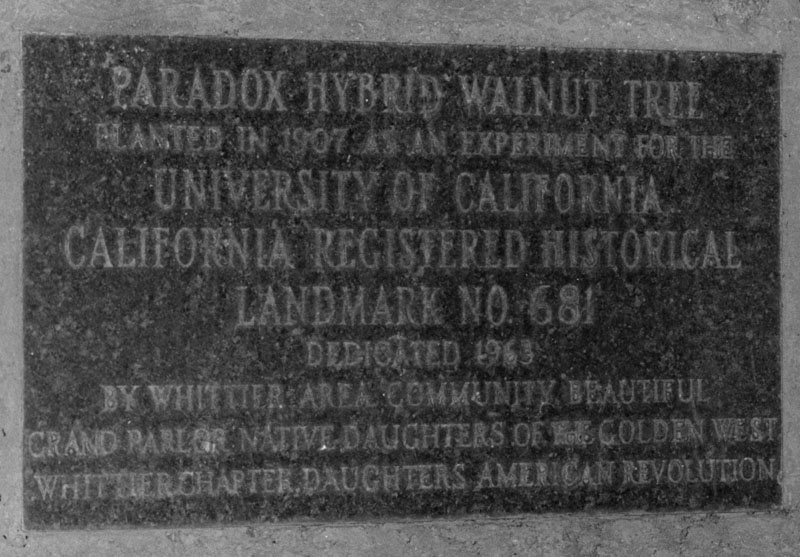 PARADOX HYBRID WALNUT TREE
PLANTED IN 1907 AS AN EXPERIMENT FOR THE
UNIVERSITY OF CALIFORNIA
CALIFORNIA REGISTERED HISTORICAL
LANDMARK NO. 681
DEDICATED 1963
BY WHITTIER AREA COMMUNITY BEAUTIFUL
GRAND PARLOR NATIVE DAUGHTERS OF THE GOLDEN WEST
WHITTIER CHAPTER, DAUGHTERS AMERICAN REVOLUTION